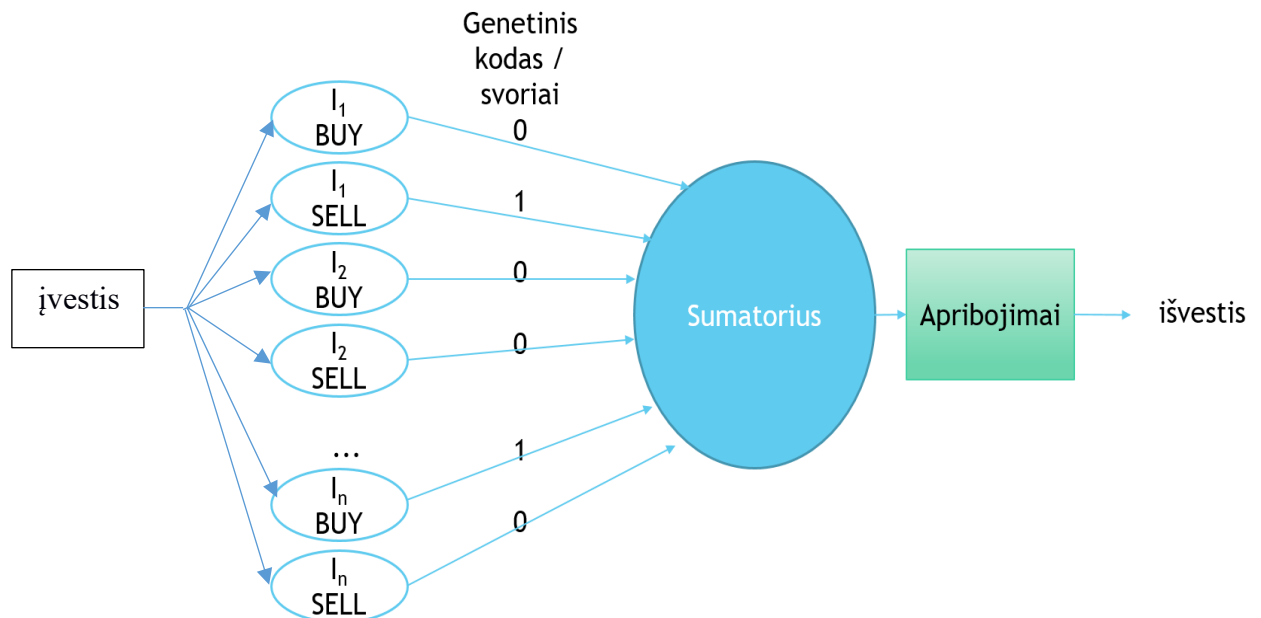 Genetinis
kodas /
svoriai
įvestis
I1
BUY
0
I1
SELL
1
I2
BUY
0
I2
SELL
0
...
In
BUY
1
In
SELL
0
Sumatorius
Apribojimai
išvestis